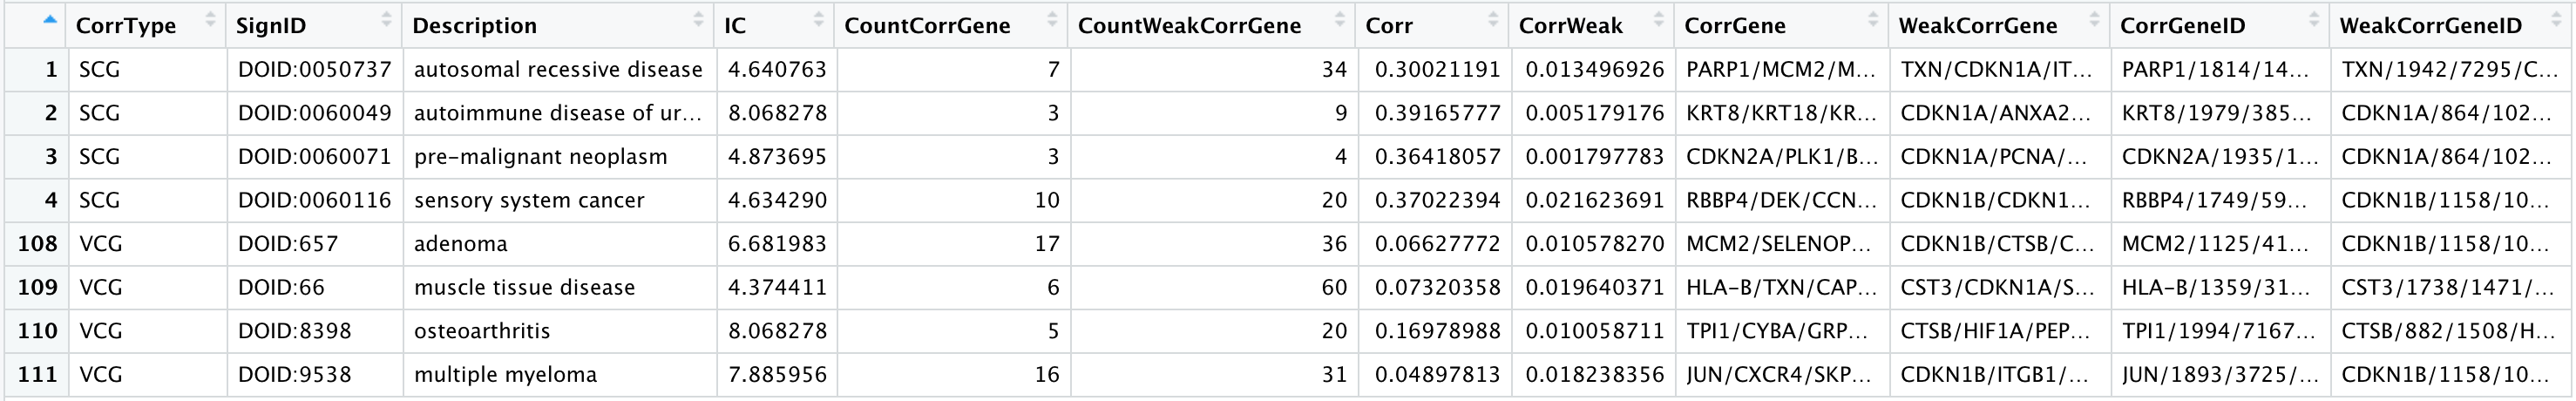 CorrType SignID Description IC CountCorrGene CountWeakCorrGene Corr CorrWeak CorrGene WeakCorrGene CorrGeneID WeakCorrGeneID
1 SCG DOID:0050737 autosomal recessive disease 4.640763 7 34 0.30021191 0.013496926 PARP1/MCM2/M... TXN/CDKN1A/IT... PARP1/1814/14... TXN/1942/7295/C...
2 SCG DOID:0060049 autoimmune disease of ur... 8.068278 3 9 0.39165777 0.005179176 KRT8/KRT18/KR... CDKN1A/ANXA2... KRT8/1979/385... CDKN1A/864/102...
3 SCG DOID:0060071 pre-malignant neoplasm 4.873695 3 4 0.36418057 0.001797783 CDKN2A/PLK1/B... CDKN1A/PCNA/... CDKN2A/1935/1... CDKN1A/864/102...
4 SCG DOID:0060116 sensory system cancer 4.634290 10 20 0.37022394 0.021623691 RBBP4/DEK/CCN... CDKN1B/CDKN1... RBBP4/1749/59... CDKN1B/1158/10...
108 VCG DOID:657 adenoma 6.681983 17 36 0.06627772 0.010578270 MCM2/SELENOP... CDKN1B/CTSB/C... MCM2/1125/41... CDKN1B/1158/10...
109 VCG DOID:66 muscle tissue disease 4.374411 6 60 0.07320358 0.019640371 HLA-B/TXN/CAP... CST3/CDKN1A/S... HLA-B/1359/31... CST3/1738/1471/...
110 VCG DOID:8398 osteoarthritis 8.068278 5 20 0.16978988 0.010058711 TPI1/CYBA/GRP... CTSB/HIF1A/PEP... TPI1/1994/7167... CTSB/882/1508/H...
111 VCG DOID:9538 multiple myeloma 7.885956 16 31 0.04897813 0.018238356 JUN/CXCR4/SKP... CDKN1B/ITGB1/... JUN/1893/3725/... CDKN1B/1158/10...